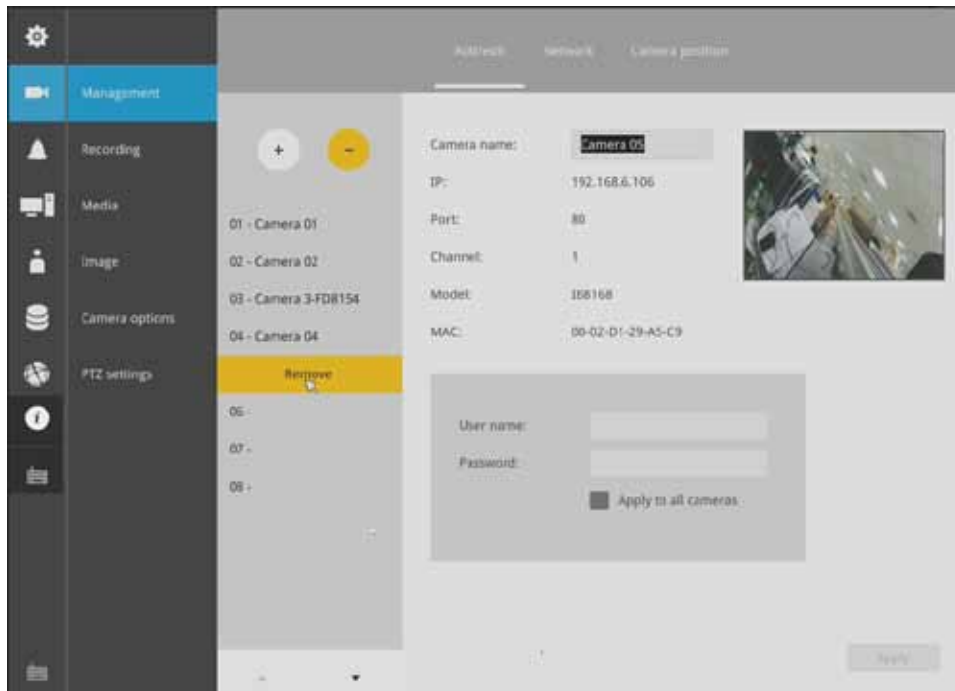 Address Network Camera position
Management
Recording
Media
Image
Camera options
PTZ settings
+ -
01 - Camera 01
02 - Camera 02
03 - Camera 3-FD8154
04 - Camera 04
Remove
06 -
07 -
08 -
Camera name: Camera 05
IP: 192.168.6.106
Port: 80
Channel: 1
Model: IB8168
MAC: 00-02-D1-29-A5-C9
User name:
Password:
Apply to all cameras
Apply